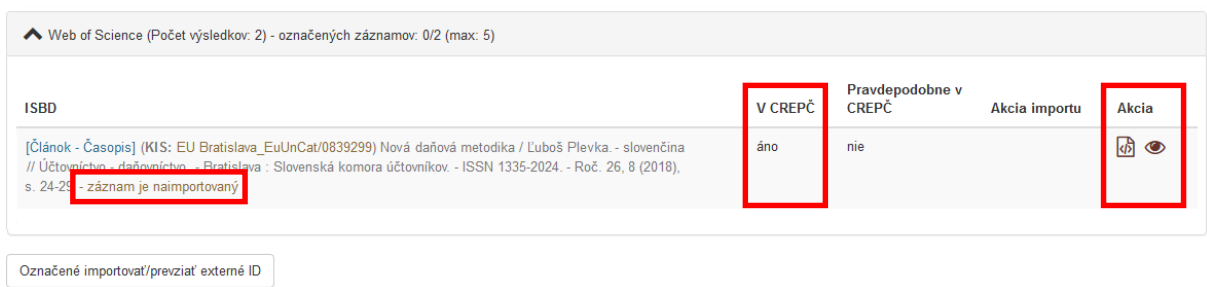 Web of Science (Počet výsledkov: 2) - označených záznamov: 0/2 (max: 5)
ISBD V CREPČ Pravdepodobne v CREPČ Akcia importu Akcia
[Článok - Časopis] (KIS: EU Bratislava_EuUnCat/0839299) Nová daňová metodika / Ľuboš Plevka. - slovenčina áno nie
// Účtovníctvo - daňovníctvo. - Bratislava : Slovenská komora účtovníkov. - ISSN 1335-2024. - Roč. 26, 8 (2018),
s. 24-29 - záznam je naimportovaný
Označené importovať/prevziať externé ID